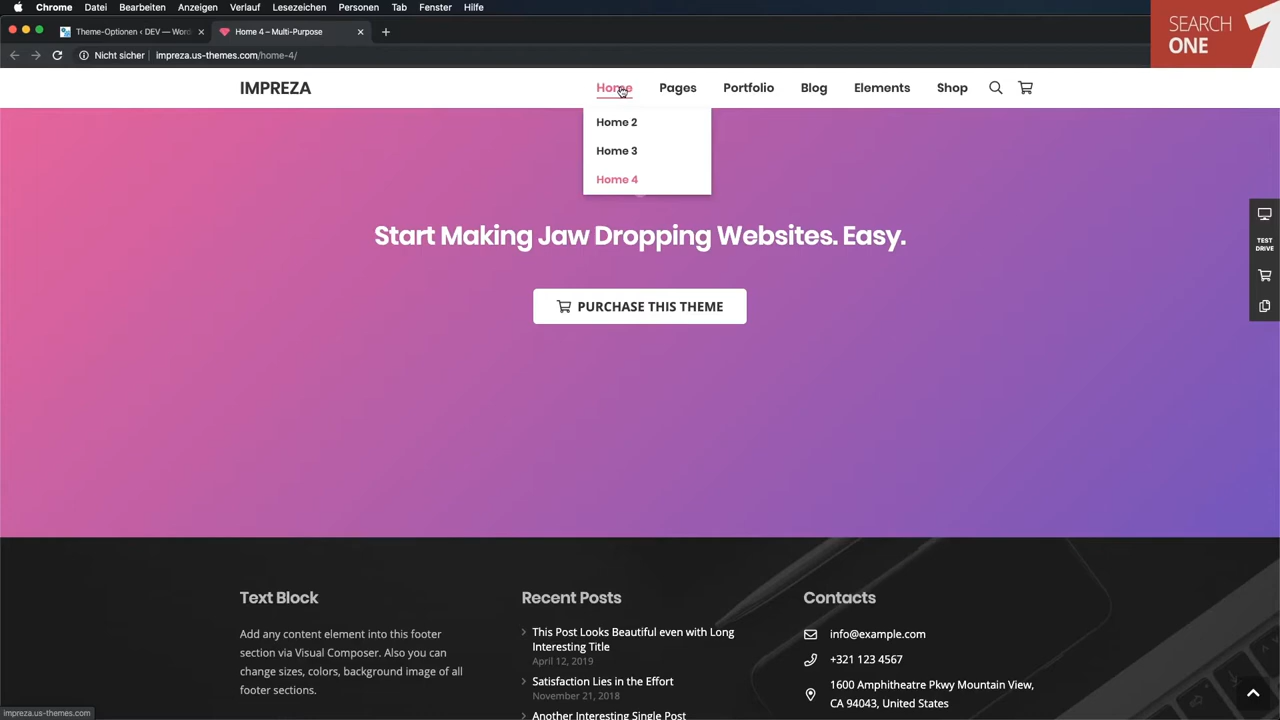 Chrome Datei Bearbeiten Anzeigen Verlauf Lesezeichen Personen Tab Fenster Hilfe
Theme-Optionen ‹ DEV — Word
Home 4 – Multi-Purpose
SEARCH
ONE
1
Nicht sicher | impreza.us-themes.com/home-4/
IMPREZA
Home Pages Portfolio Blog Elements Shop
Home 2
Home 3
Home 4
Start Making Jaw Dropping Websites. Easy.
TEST
DRIVE
PURCHASE THIS THEME
Text Block
Add any content element into this footer
section via Visual Composer. Also you can
change sizes, colors, background image of all
footer sections.
Recent Posts
This Post Looks Beautiful even with Long
Interesting Title
April 12, 2019
Satisfaction Lies in the Effort
November 21, 2018
Another Interesting Single Post
Contacts
info@example.com
+321 123 4567
1600 Amphitheatre Pkwy Mountain View,
CA 94043, United States
impreza.us-themes.com